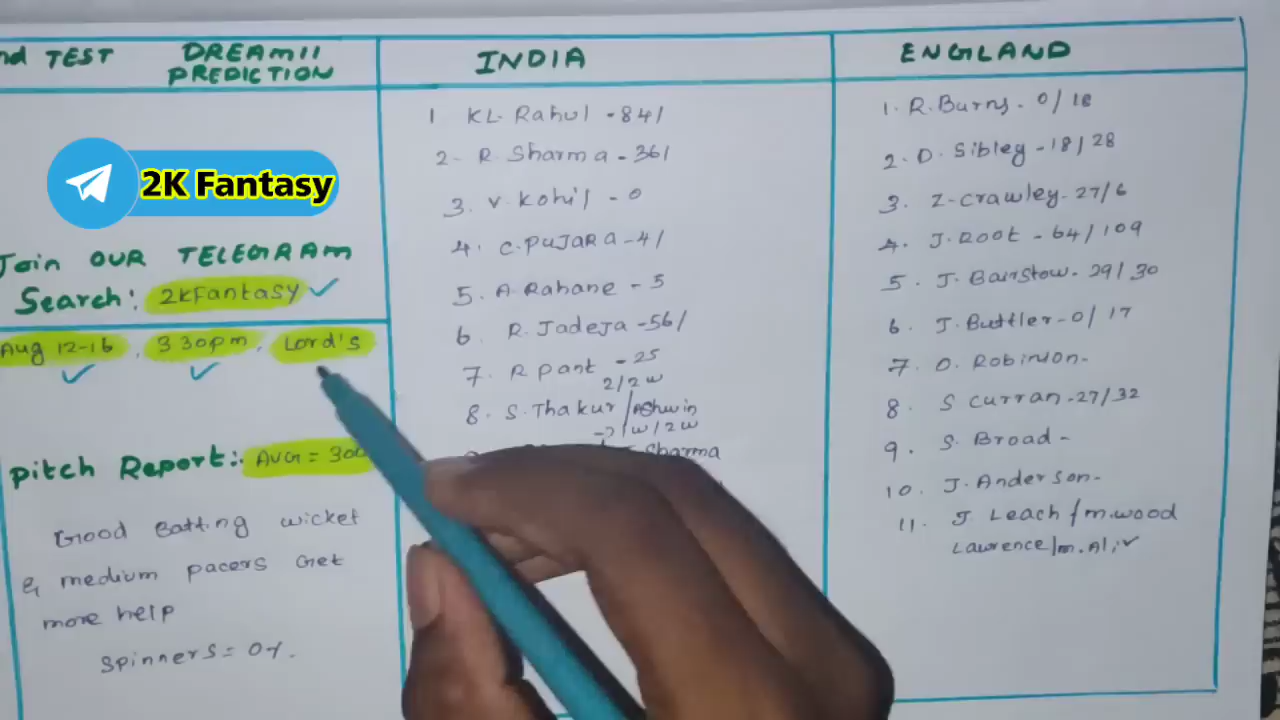 nd TEST DREAM11
PREDICTION
2K Fantasy
Join OUR TELEGRAM
Search: 2KFantasy
Aug 12-16, 3 30pm, Lord's
Pitch Report:. AVG = 300
Good Batting wicket
& medium pacers Get
more help
Spinners = 0%.
INDIA
1 KL. Rahul - 84/
2- R. Sharma - 36/
3. V. Kohil - 0
4. C. PUJARA - 4/
5. A. Rahane - 5
6. R. Jadeja - 56/
7. R pant - 25
2/2w
8. S. Thakur / Ashwin
-2/w/2w
Sharma
ENGLAND
1. R. Burns - 0/18
2. D. Sibley - 18/28
3. Z. Crawley - 27/6
4. J. Root - 64/109
5. J. Bairstow - 29/30
6. J. Buttler - 0/17
7. O. Robinson -
8. S Curran - 27/32
9. S. Broad -
10. J. Anderson -
11. J. Leach / m. wood
Lawrence / m. Ali